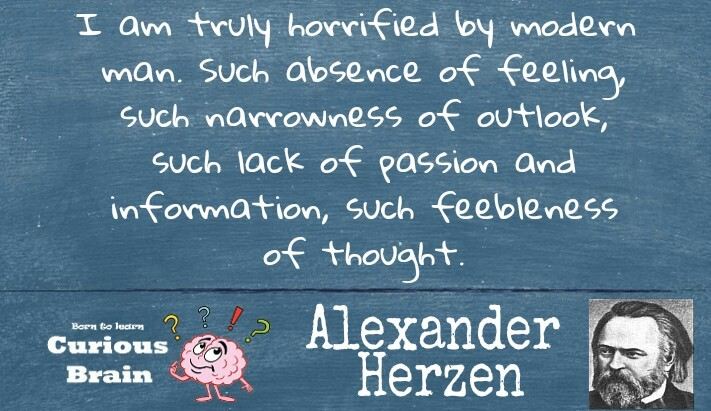 I am truly horrified by modern
man. Such absence of feeling,
such narrowness of outlook,
such lack of passion and
information, such feebleness
of thought.
Born to learn
Curious
Brain
? ? ! ?
Alexander
Herzen